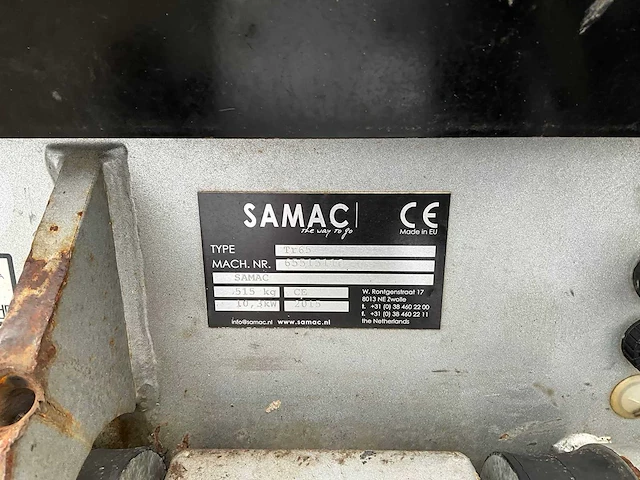 SAMAC CE
the way to go Made in EU
TYPE Tr65
MACH. NR.
SAMAC
515 kg CE
10,3kW 2015
W. Rontgenstraat 17
8013 NE Zwolle
t. +31 (0) 38 460 22 00
f. +31 (0) 38 460 22 11
the Netherlands
info@samac.nl www.samac.nl